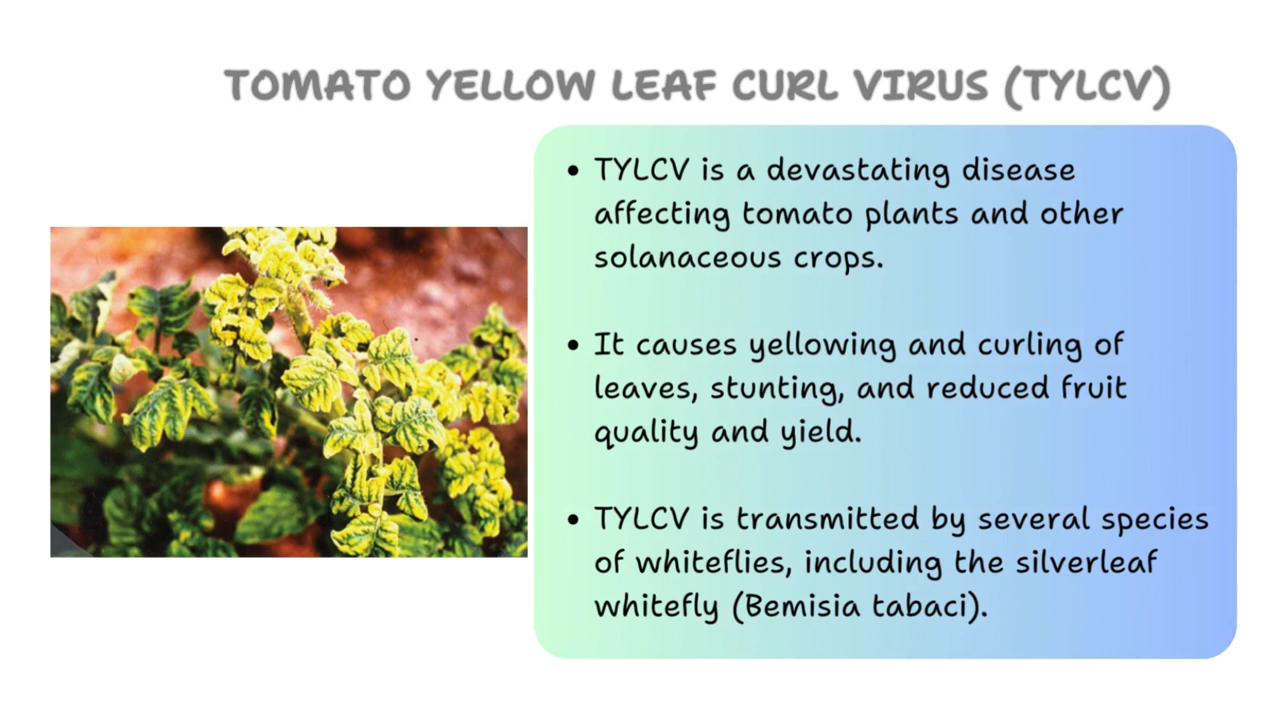 TOMATO YELLOW LEAF CURL VIRUS (TYLCV)
• TYLCV is a devastating disease
affecting tomato plants and other
solanaceous crops.
• It causes yellowing and curling of
leaves, stunting, and reduced fruit
quality and yield.
• TYLCV is transmitted by several species
of whiteflies, including the silverleaf
whitefly (Bemisia tabaci).